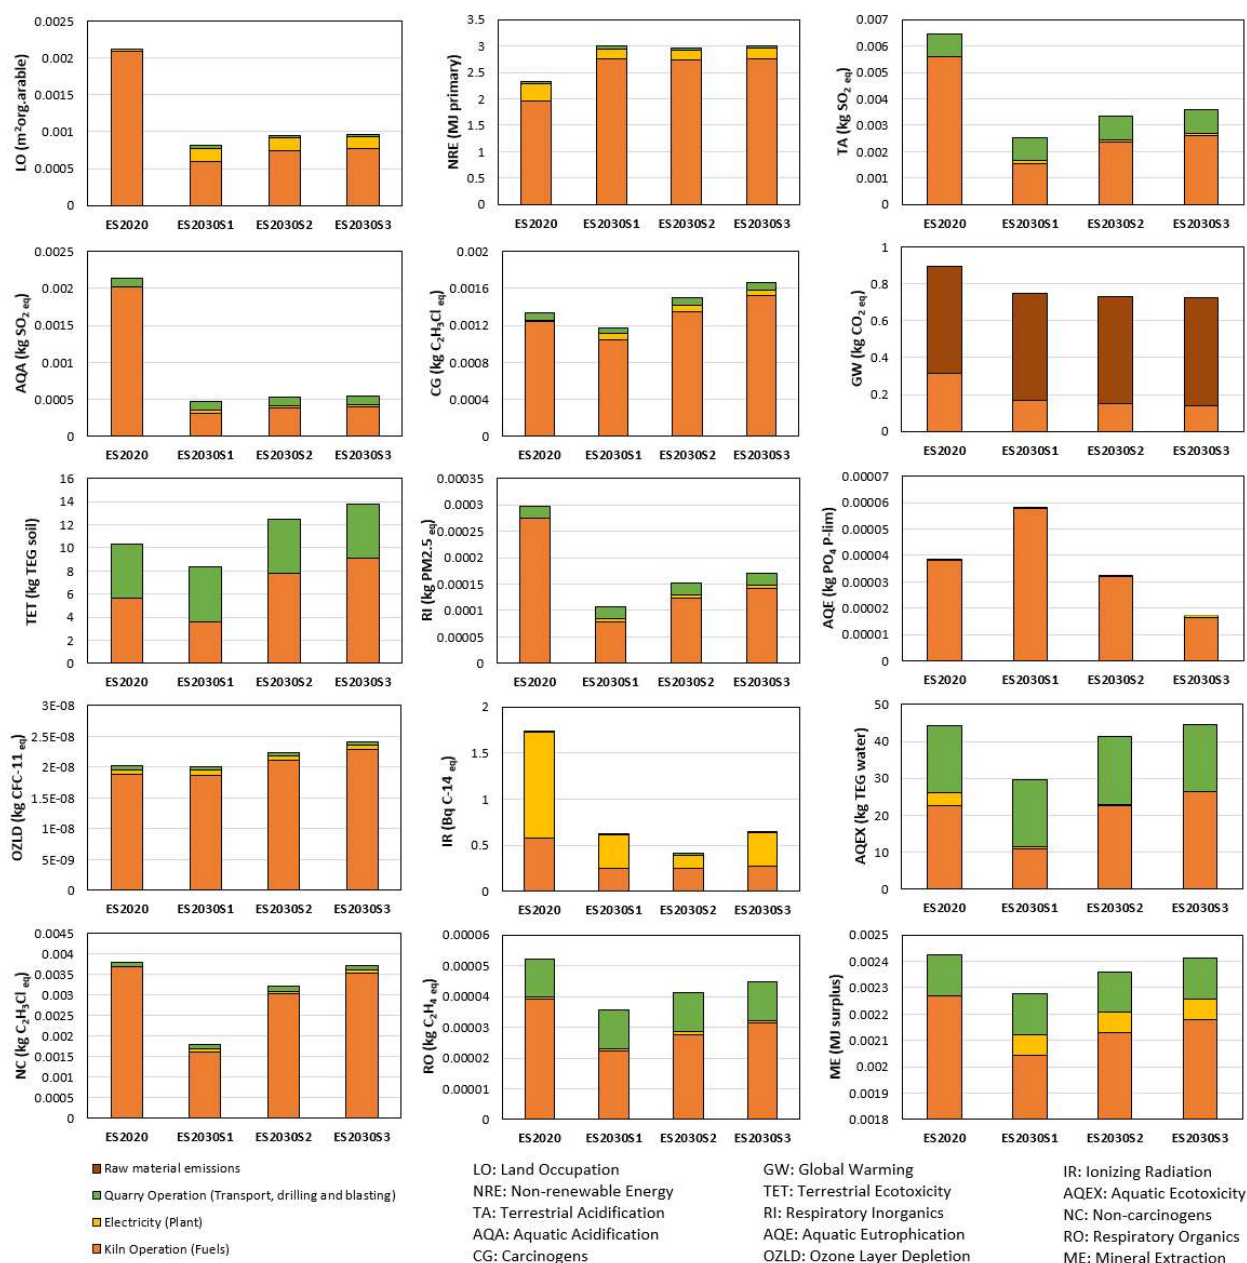 LO (m²org.arable)
0.0025
0.002
0.0015
0.001
0.0005
0
ES2020 ES2030S1 ES2030S2 ES2030S3
NRE (MJ primary)
3.5
3
2.5
2
1.5
1
0.5
0
ES2020 ES2030S1 ES2030S2 ES2030S3
TA (kg SO₂ eq)
0.007
0.006
0.005
0.004
0.003
0.002
0.001
0
ES2020 ES2030S1 ES2030S2 ES2030S3
AQA (kg SO₂ eq)
0.0025
0.002
0.0015
0.001
0.0005
0
ES2020 ES2030S1 ES2030S2 ES2030S3
CG (kg C₂H₃Cl eq)
0.002
0.0016
0.0012
0.0008
0.0004
0
ES2020 ES2030S1 ES2030S2 ES2030S3
GW (kg CO₂ eq)
1
0.8
0.6
0.4
0.2
0
ES2020 ES2030S1 ES2030S2 ES2030S3
TET (kg TEG soil)
16
14
12
10
8
6
4
2
0
ES2020 ES2030S1 ES2030S2 ES2030S3
RI (kg PM2.5 eq)
0.00035
0.0003
0.00025
0.0002
0.00015
0.0001
0.00005
0
ES2020 ES2030S1 ES2030S2 ES2030S3
AQE (kg PO₄ P-lim)
0.00007
0.00006
0.00005
0.00004
0.00003
0.00002
0.00001
0
ES2020 ES2030S1 ES2030S2 ES2030S3
OZLD (kg CFC-11 eq)
3E-08
2.5E-08
2E-08
1.5E-08
1E-08
5E-09
0
ES2020 ES2030S1 ES2030S2 ES2030S3
IR (Bq C-14 eq)
2
1.5
1
0.5
0
ES2020 ES2030S1 ES2030S2 ES2030S3
AQEX (kg TEG water)
50
40
30
20
10
0
ES2020 ES2030S1 ES2030S2 ES2030S3
NC (kg C₂H₃Cl eq)
0.0045
0.004
0.0035
0.003
0.0025
0.002
0.0015
0.001
0.0005
0
ES2020 ES2030S1 ES2030S2 ES2030S3
RO (kg C₂H₄ eq)
0.00006
0.00005
0.00004
0.00003
0.00002
0.00001
0
ES2020 ES2030S1 ES2030S2 ES2030S3
ME (MJ surplus)
0.0025
0.0024
0.0023
0.0022
0.0021
0.002
0.0019
0.0018
ES2020 ES2030S1 ES2030S2 ES2030S3
Raw material emissions
Quarry Operation (Transport, drilling and blasting)
Electricity (Plant)
Kiln Operation (Fuels)
LO: Land Occupation
NRE: Non-renewable Energy
TA: Terrestrial Acidification
AQA: Aquatic Acidification
CG: Carcinogens
GW: Global Warming
TET: Terrestrial Ecotoxicity
RI: Respiratory Inorganics
AQE: Aquatic Eutrophication
OZLD: Ozone Layer Depletion
IR: Ionizing Radiation
AQEX: Aquatic Ecotoxicity
NC: Non-carcinogens
RO: Respiratory Organics
ME: Mineral Extraction